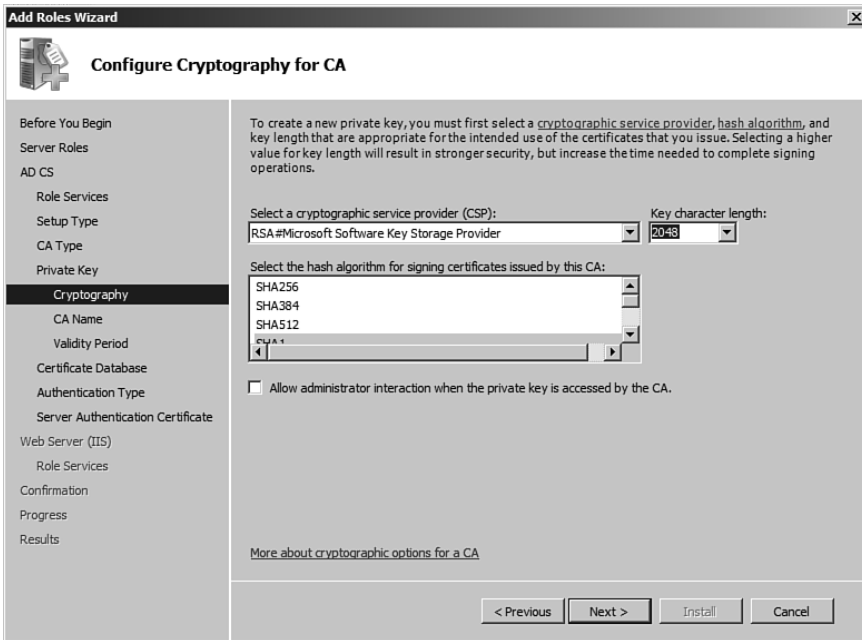 Add Roles Wizard
Configure Cryptography for CA
Before You Begin
Server Roles
AD CS
Role Services
Setup Type
CA Type
Private Key
Cryptography
CA Name
Validity Period
Certificate Database
Authentication Type
Server Authentication Certificate
Web Server (IIS)
Role Services
Confirmation
Progress
Results
To create a new private key, you must first select a cryptographic service provider, hash algorithm, and
key length that are appropriate for the intended use of the certificates that you issue. Selecting a higher
value for key length will result in stronger security, but increase the time needed to complete signing
operations.
Select a cryptographic service provider (CSP):
Key character length:
RSA#Microsoft Software Key Storage Provider
2048
Select the hash algorithm for signing certificates issued by this CA:
SHA256
SHA384
SHA512
SHA1
Allow administrator interaction when the private key is accessed by the CA.
More about cryptographic options for a CA
< Previous
Next >
Install
Cancel